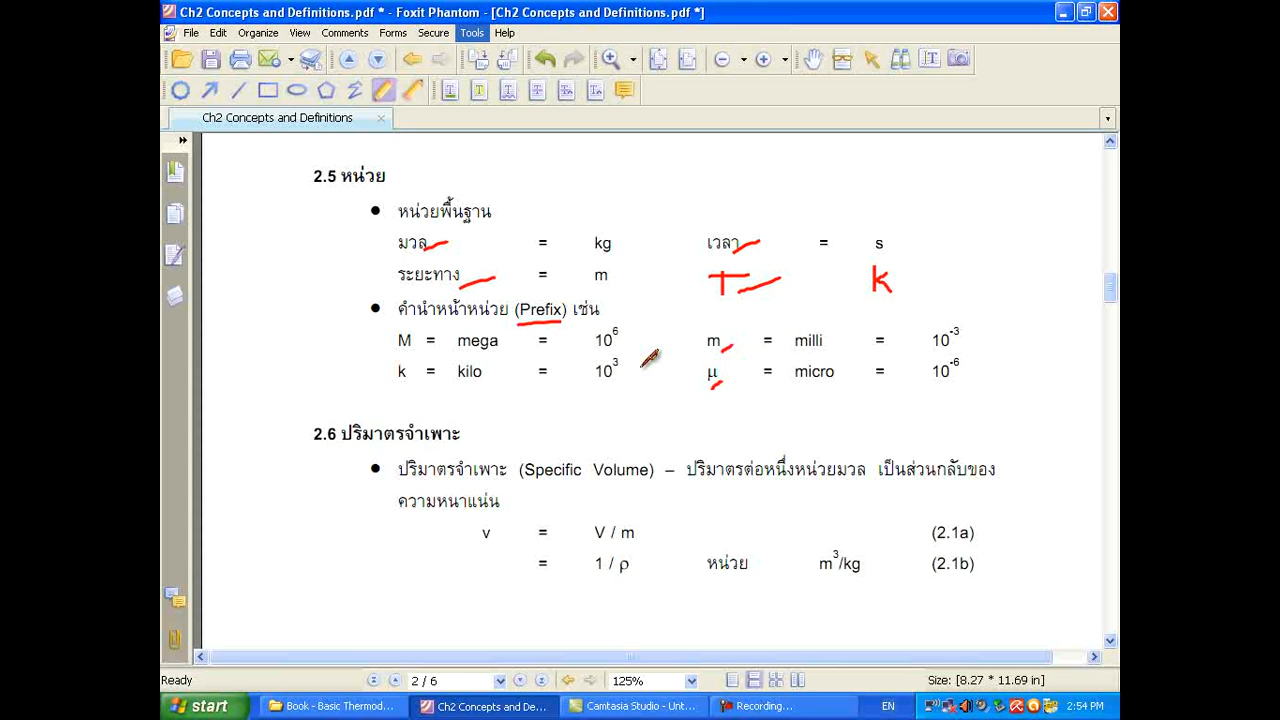 Ch2 Concepts and Definitions.pdf * - Foxit Phantom - [Ch2 Concepts and Definitions.pdf *]
File Edit Organize View Comments Forms Secure Tools Help
Ch2 Concepts and Definitions
2.5 หน่วย
● หน่วยพื้นฐาน
มวล = kg เวลา = s
ระยะทาง = m T K
● คำนำหน้าหน่วย (Prefix) เช่น
M = mega = 10^6 m = milli = 10^-3
k = kilo = 10^3 μ = micro = 10^-6
2.6 ปริมาตรจำเพาะ
● ปริมาตรจำเพาะ (Specific Volume) – ปริมาตรต่อหนึ่งหน่วยมวล เป็นส่วนกลับของ
ความหนาแน่น
v = V / m (2.1a)
= 1 / ρ หน่วย m^3/kg (2.1b)
Ready 2 / 6 125% Size: [8.27 * 11.69 in]
start Book - Basic Thermod... Ch2 Concepts and De... Camtasia Studio - Unt... Recording... EN 2:54 PM